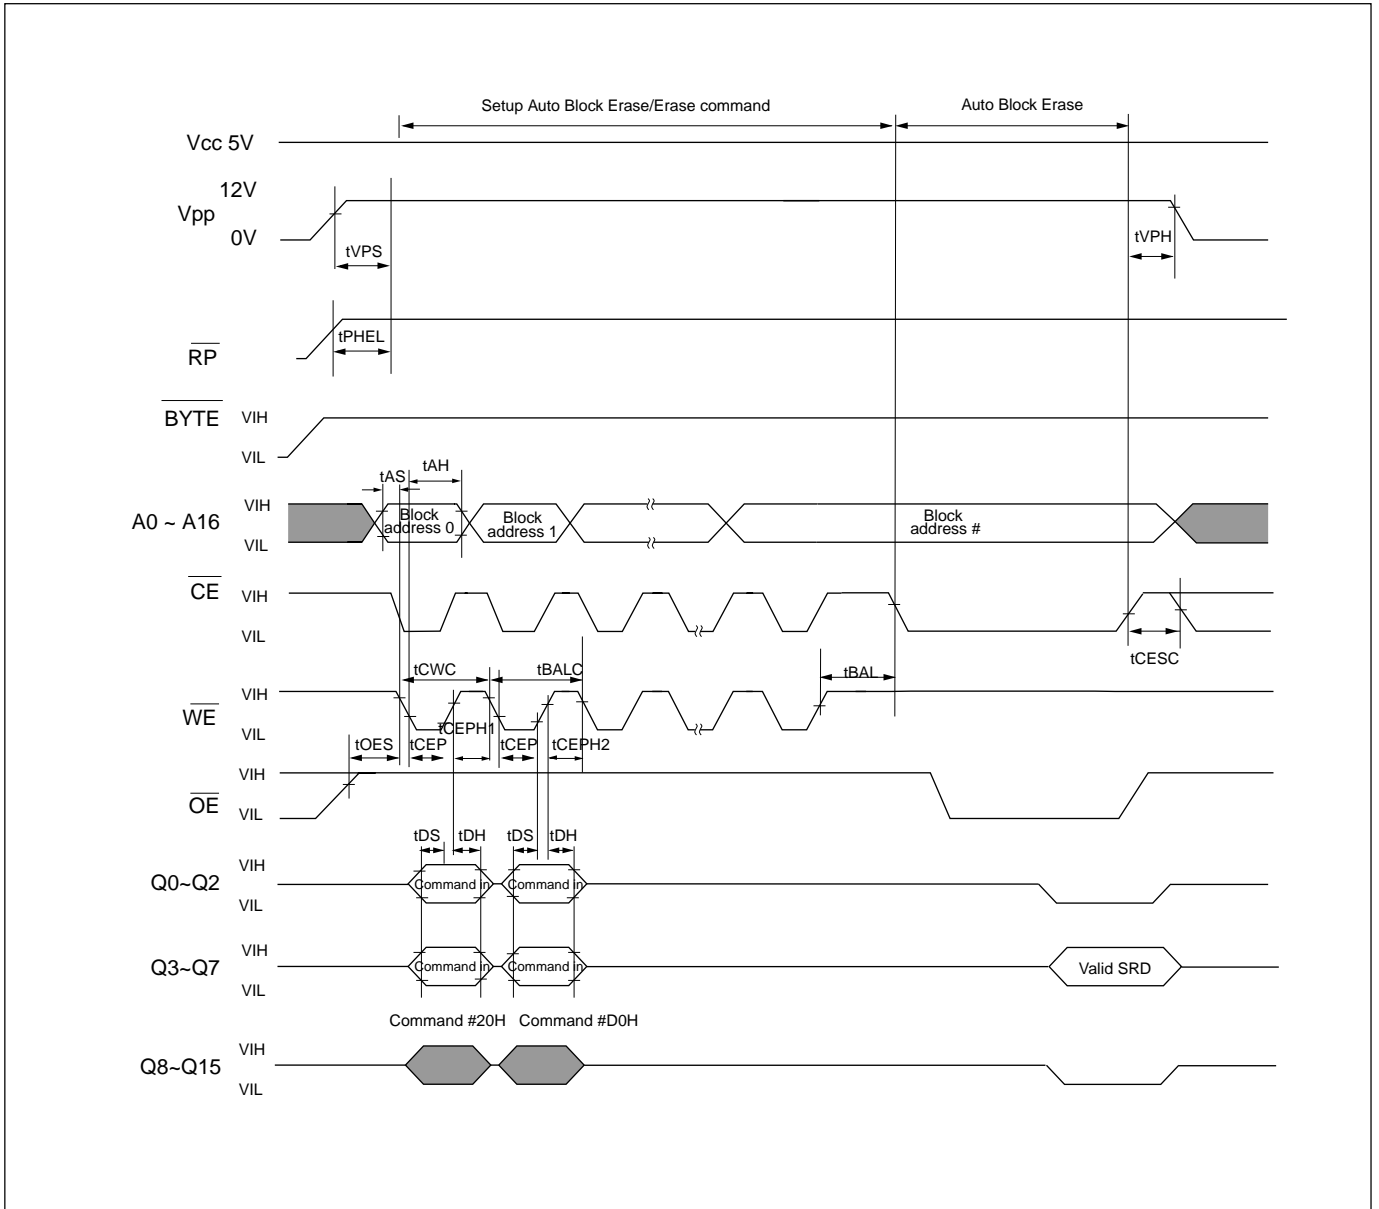 Setup Auto Block Erase/Erase command
Auto Block Erase
Vcc 5V
12V
Vpp
0V
tVPS
tVPH
tPHEL
RP
BYTE
VIH
VIL
tAS
tAH
A0 ~ A16
VIH
VIL
Block
address 0
Block
address 1
Block
address #
CE
VIH
VIL
tCESC
tCWC
tBALC
tBAL
WE
VIH
VIL
tCEPH1
tOES
tCEP
tCEP
tCEPH2
OE
VIH
VIL
tDS
tDH
tDS
tDH
Q0~Q2
VIH
VIL
Command in
Command in
Q3~Q7
VIH
VIL
Command in
Command in
Valid SRD
Command #20H
Command #D0H
Q8~Q15
VIH
VIL